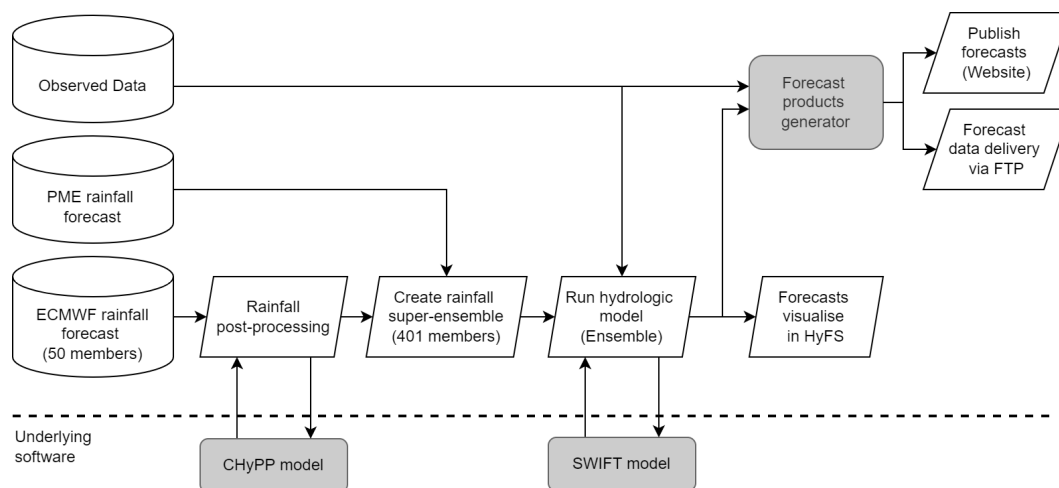 Observed Data
PME rainfall
forecast
ECMWF rainfall
forecast
(50 members)
Rainfall
post-processing
Create rainfall
super-ensemble
(401 members)
Run hydrologic
model
(Ensemble)
Forecasts
visualise
in HyFS
Forecast
products
generator
Publish
forecasts
(Website)
Forecast
data delivery
via FTP
Underlying
software
CHyPP model
SWIFT model